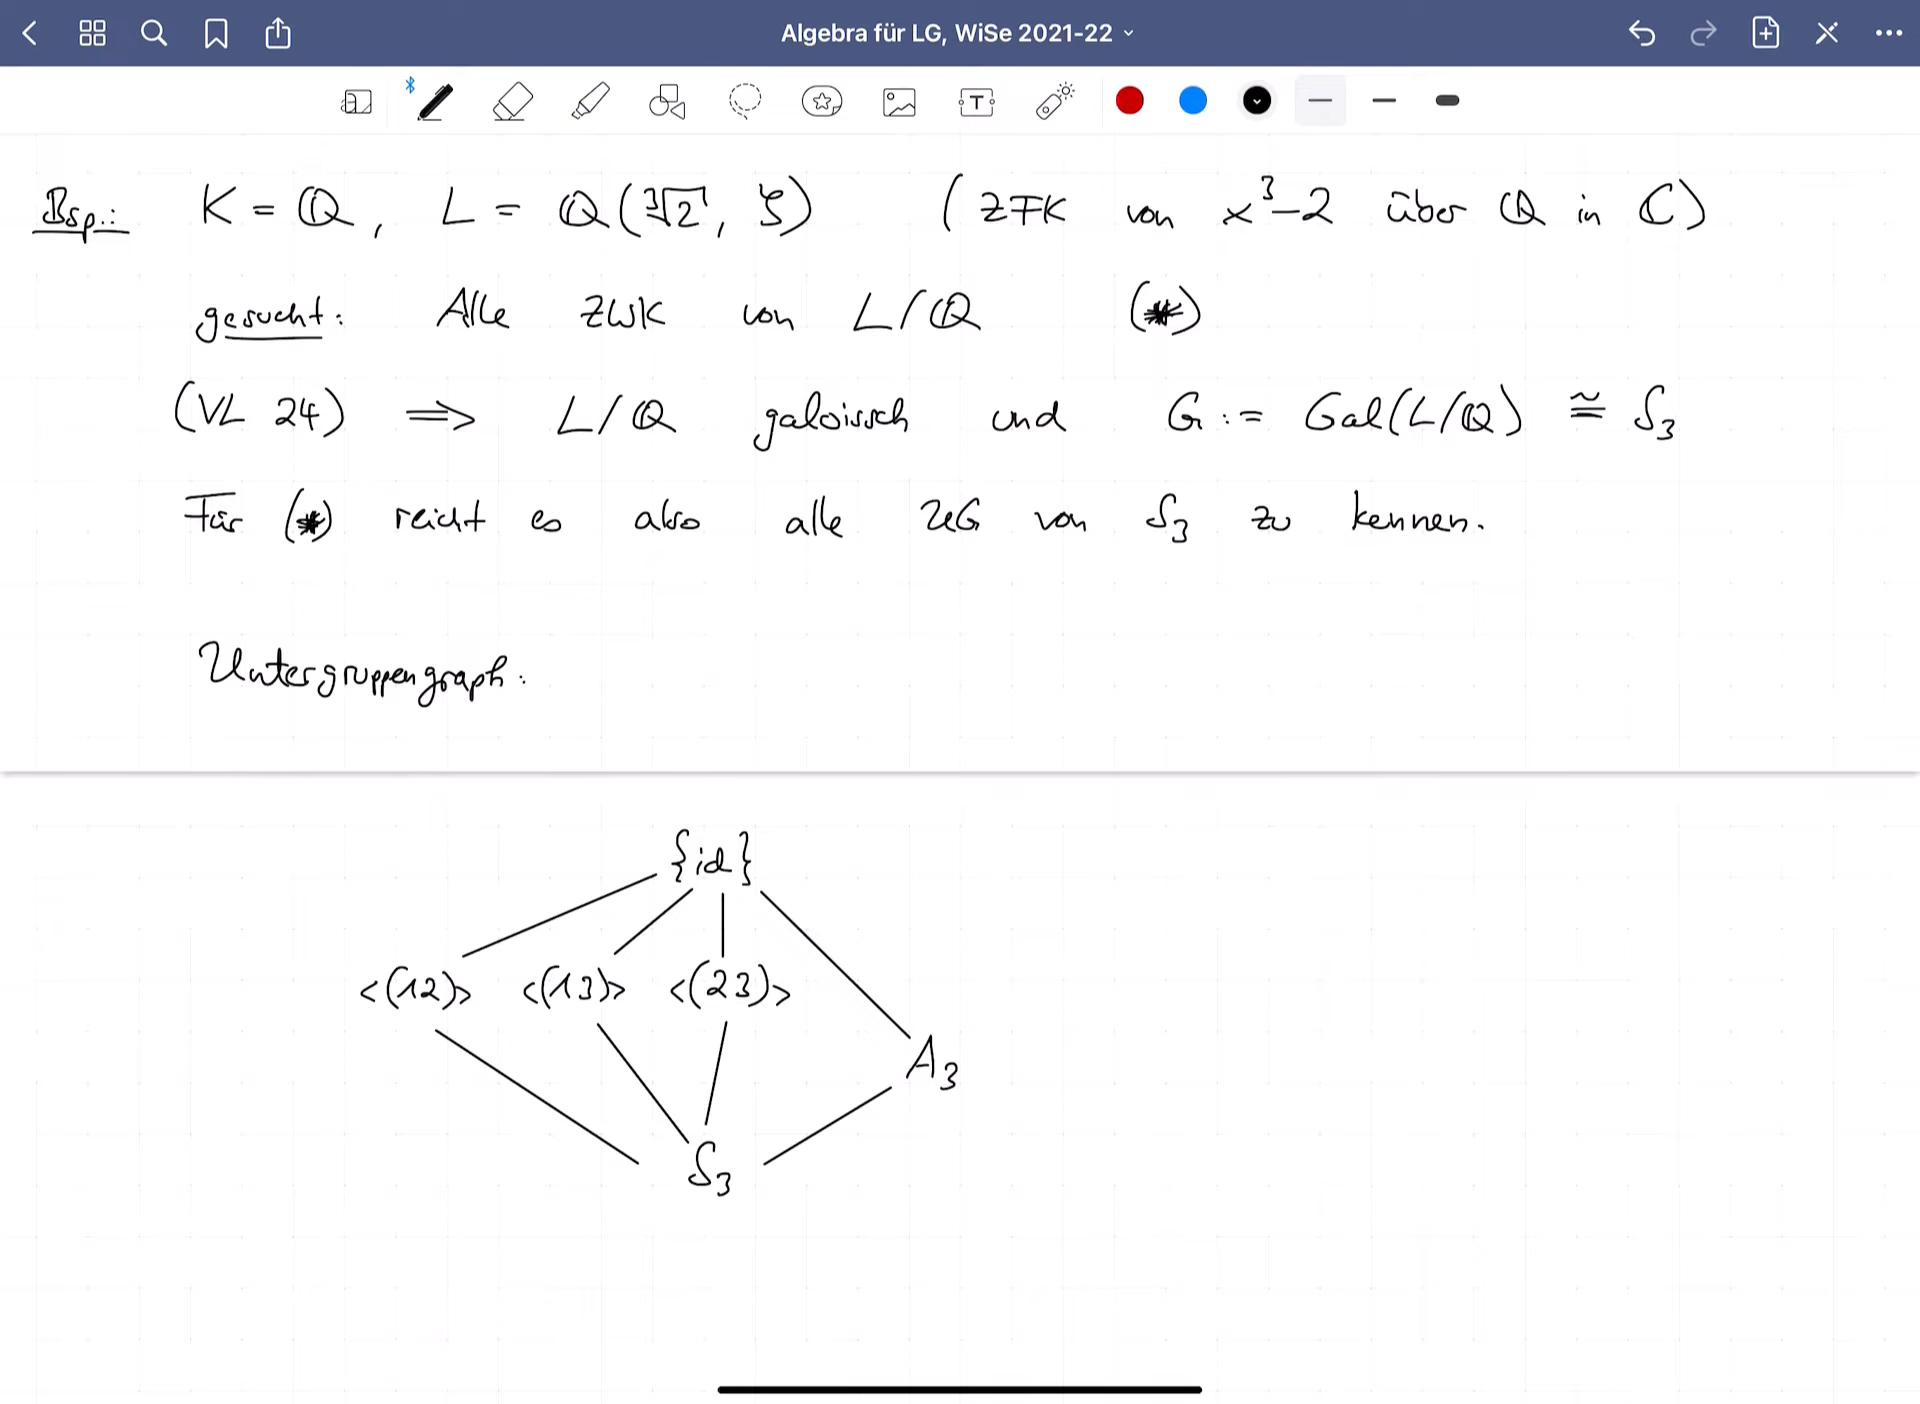 Algebra für LG, WiSe 2021-22
Bsp.: K = ℚ, L = ℚ(∛2, ζ) (ZFK von x³-2 über ℚ in ℂ)
gesucht: Alle ZWK von L/ℚ (*)
(VL 24) ⟹ L/ℚ galoissch und G := Gal(L/ℚ) ≅ S₃
Für (*) reicht es also alle UG von S₃ zu kennen.
Untergruppengraph:
{id}
<(12)> <(13)> <(23)>
A₃
S₃